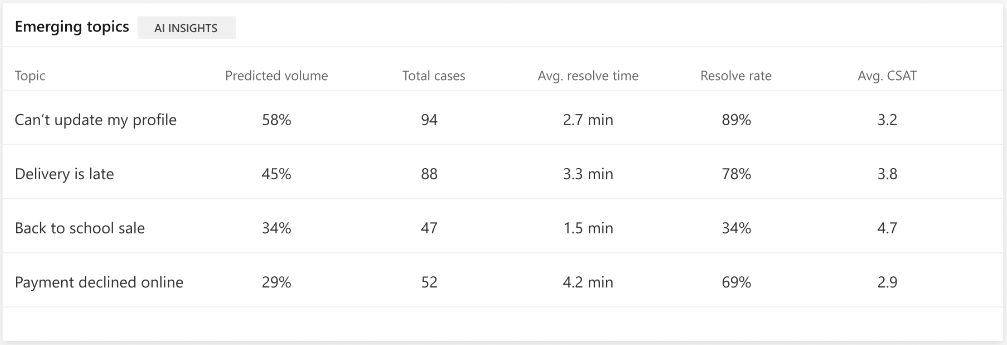 Emerging topics AI INSIGHTS
Topic Predicted volume Total cases Avg. resolve time Resolve rate Avg. CSAT
Can't update my profile 58% 94 2.7 min 89% 3.2
Delivery is late 45% 88 3.3 min 78% 3.8
Back to school sale 34% 47 1.5 min 34% 4.7
Payment declined online 29% 52 4.2 min 69% 2.9